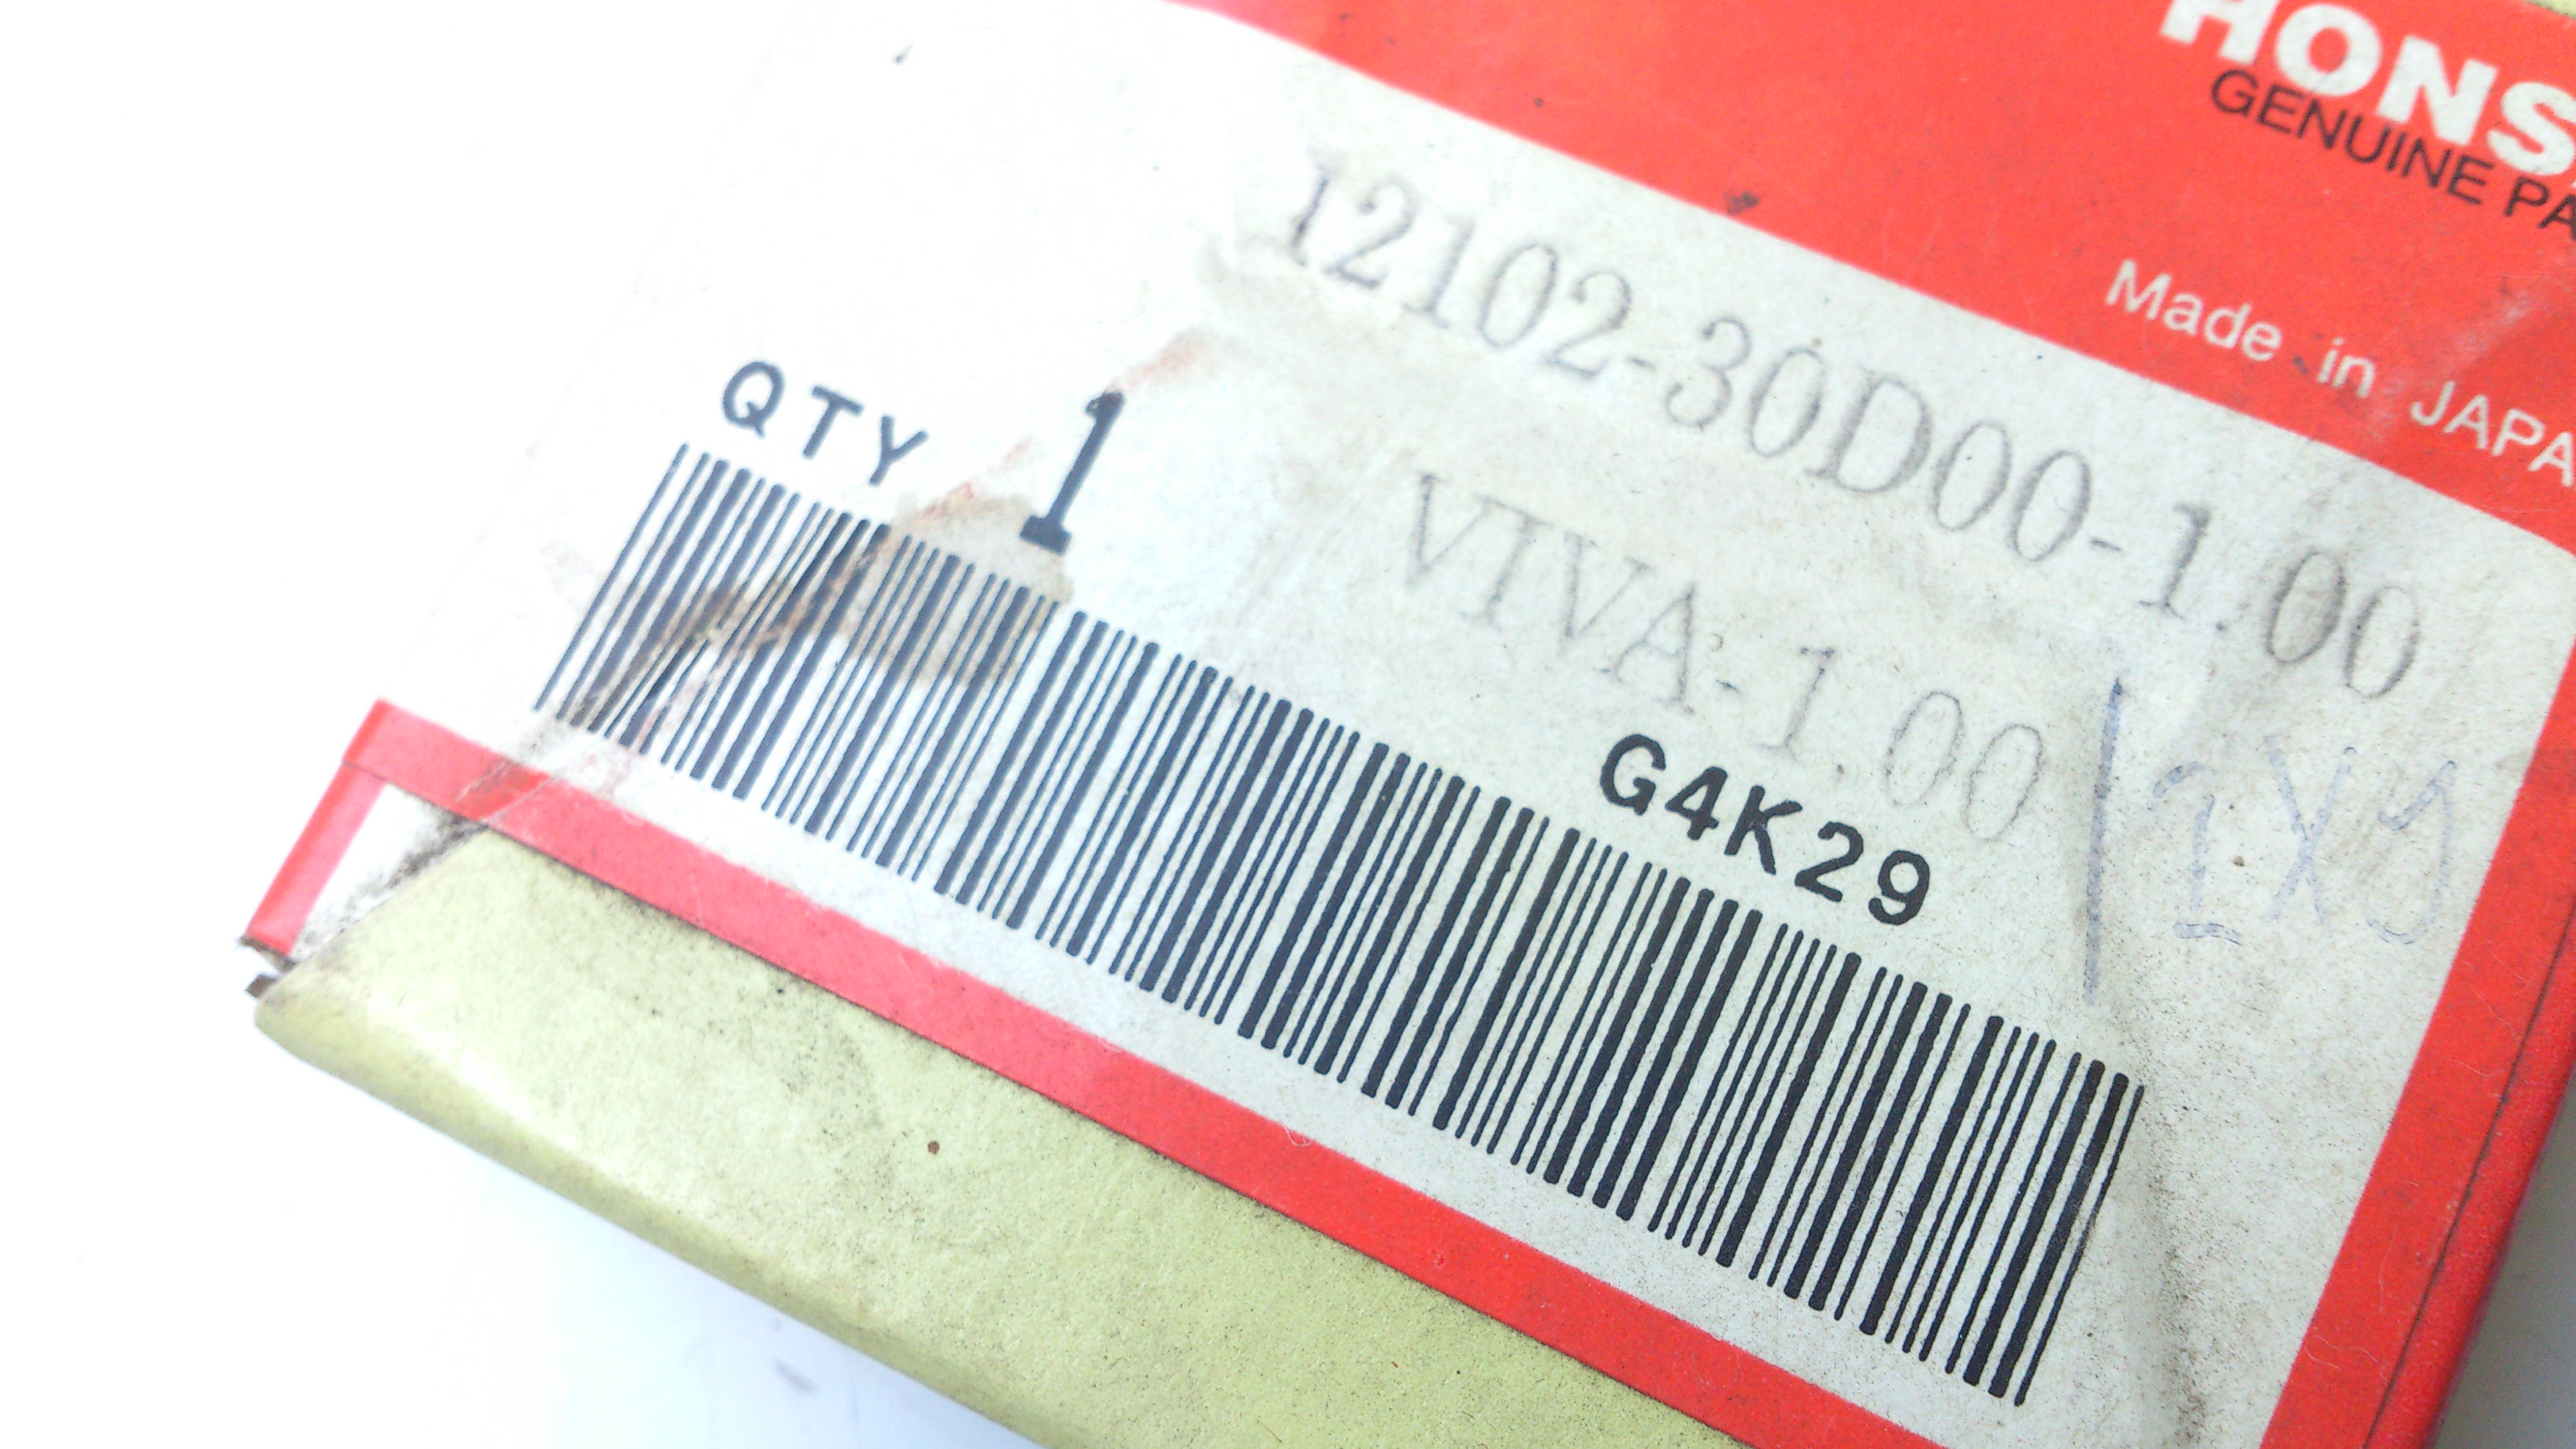 HONS
GENUINE PA
Made in JAPA
12102-30D00-1.00
VIVA-1.00
QTY 1
G4K29